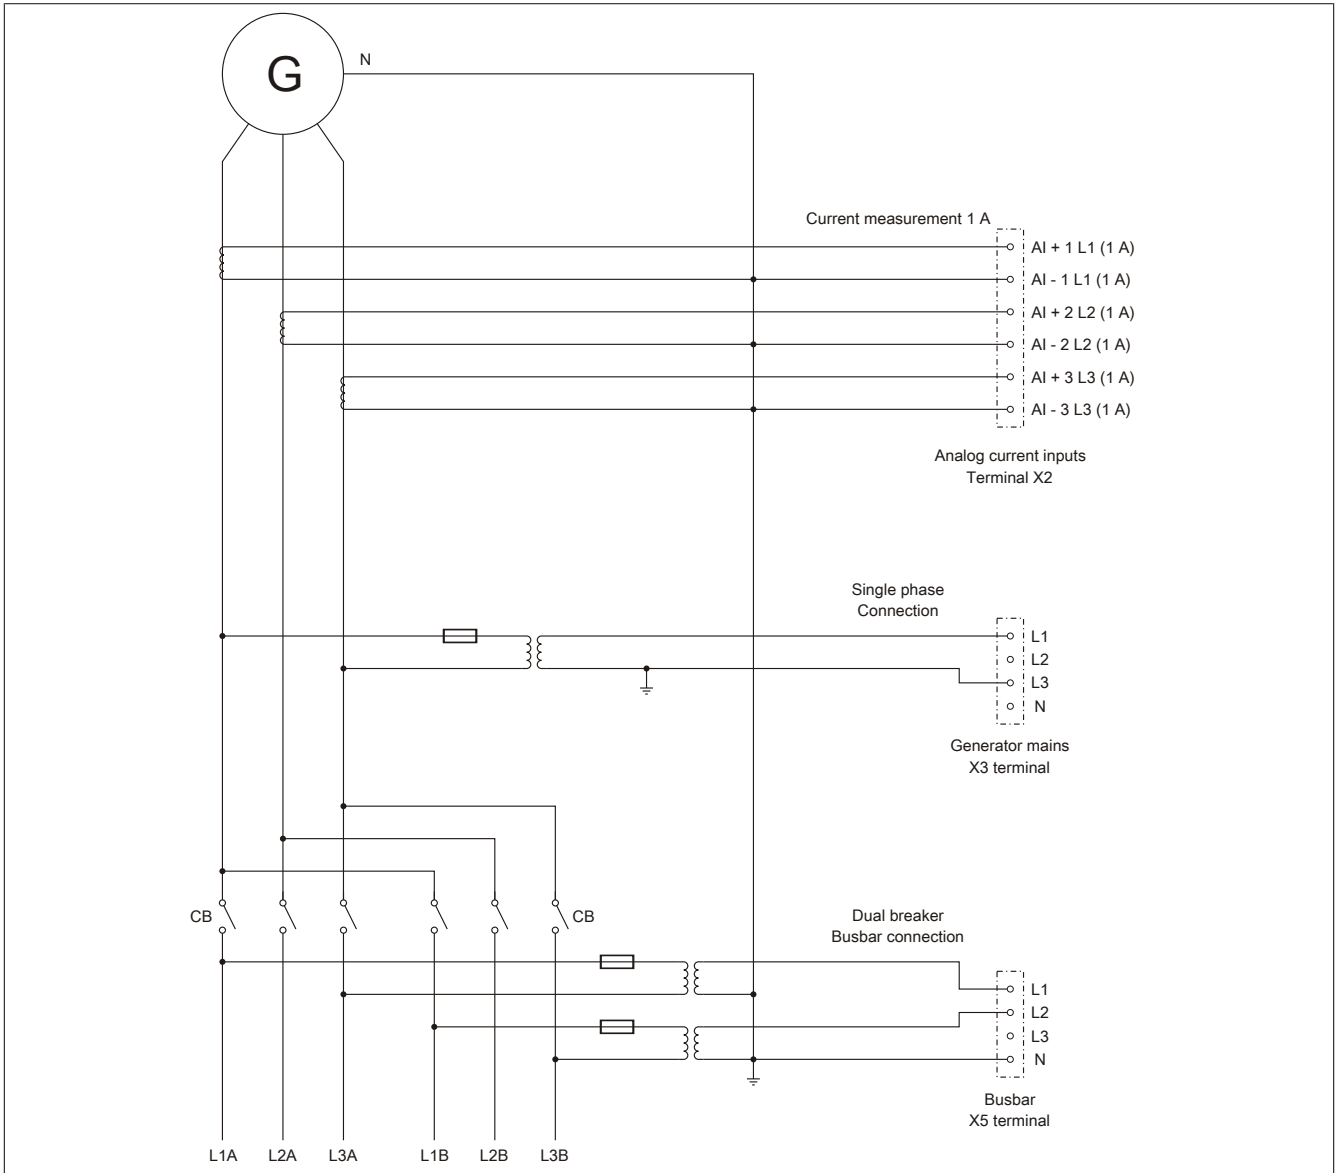 N
G
Current measurement 1 A
AI + 1 L1 (1 A)
AI - 1 L1 (1 A)
AI + 2 L2 (1 A)
AI - 2 L2 (1 A)
AI + 3 L3 (1 A)
AI - 3 L3 (1 A)
Analog current inputs
Terminal X2
Single phase
Connection
L1
L2
L3
N
Generator mains
X3 terminal
CB
CB
Dual breaker
Busbar connection
L1
L2
L3
N
Busbar
X5 terminal
L1A L2A L3A L1B L2B L3B